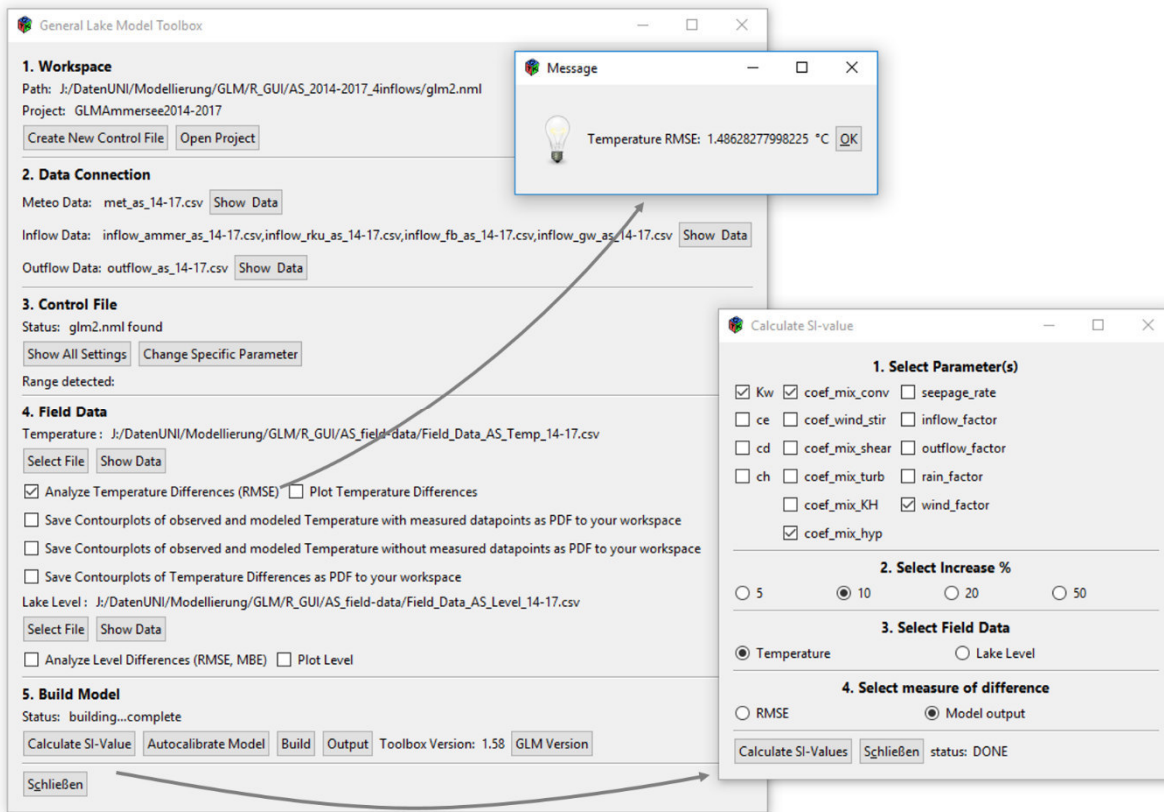 General Lake Model Toolbox
1. Workspace
Path: J:/DatenUNI/Modellierung/GLM/R_GUI/AS_2014-2017_4inflows/glm2.nml
Project: GLMAmmersee2014-2017
Create New Control File Open Project
2. Data Connection
Meteo Data: met_as_14-17.csv Show Data
Inflow Data: inflow_ammer_as_14-17.csv,inflow_rku_as_14-17.csv,inflow_fb_as_14-17.csv,inflow_gw_as_14-17.csv Show Data
Outflow Data: outflow_as_14-17.csv Show Data
3. Control File
Status: glm2.nml found
Show All Settings Change Specific Parameter
Range detected:
4. Field Data
Temperature : J:/DatenUNI/Modellierung/GLM/R_GUI/AS_field-data/Field_Data_AS_Temp_14-17.csv
Select File Show Data
Analyze Temperature Differences (RMSE) Plot Temperature Differences
Save Contourplots of observed and modeled Temperature with measured datapoints as PDF to your workspace
Save Contourplots of observed and modeled Temperature without measured datapoints as PDF to your workspace
Save Contourplots of Temperature Differences as PDF to your workspace
Lake Level : J:/DatenUNI/Modellierung/GLM/R_GUI/AS_field-data/Field_Data_AS_Level_14-17.csv
Select File Show Data
Analyze Level Differences (RMSE, MBE) Plot Level
5. Build Model
Status: building...complete
Calculate SI-Value Autocalibrate Model Build Output Toolbox Version: 1.58 GLM Version
Schließen
Message
Temperature RMSE: 1.48628277998225 °C OK
Calculate SI-value
1. Select Parameter(s)
Kw coef_mix_conv seepage_rate
ce coef_wind_stir inflow_factor
cd coef_mix_shear outflow_factor
ch coef_mix_turb rain_factor
coef_mix_KH wind_factor
coef_mix_hyp
2. Select Increase %
5 10 20 50
3. Select Field Data
Temperature Lake Level
4. Select measure of difference
RMSE Model output
Calculate SI-Values Schließen status: DONE